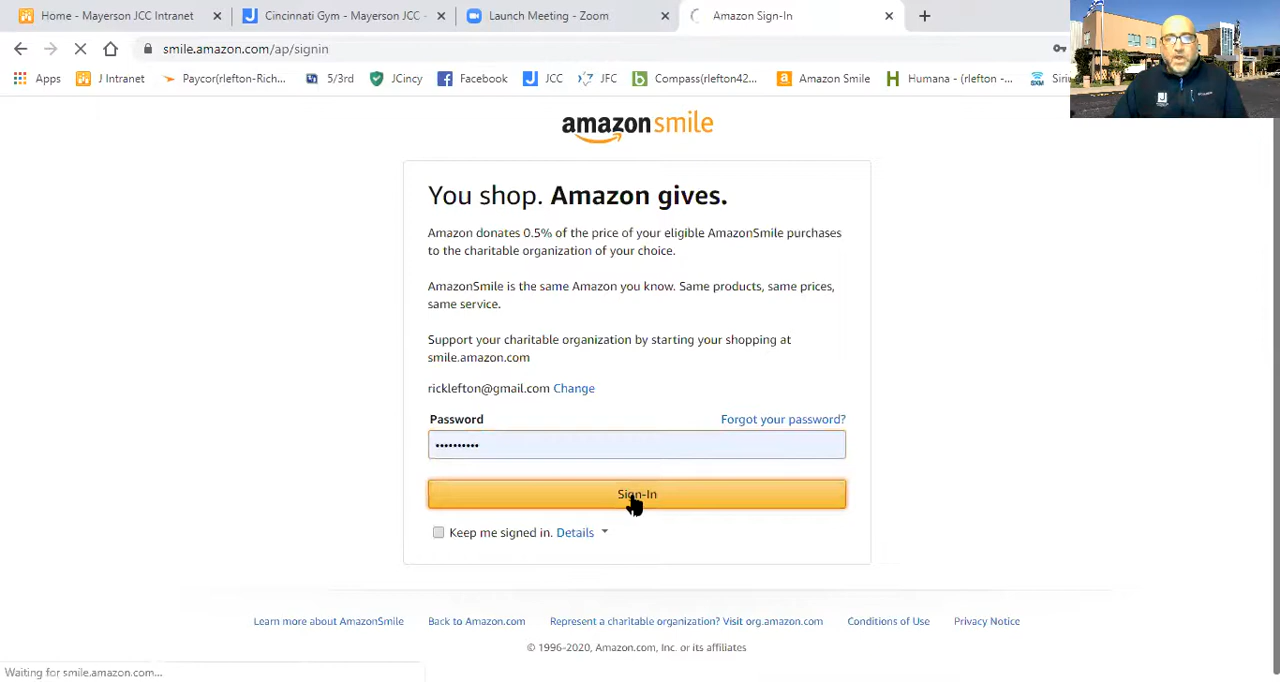 Home - Mayerson JCC Intranet
Cincinnati Gym - Mayerson JCC -
Launch Meeting - Zoom
Amazon Sign-In
smile.amazon.com/ap/signin
Apps
J Intranet
Paycor(rlefton-Rich...
5/3rd
JCincy
Facebook
JCC
JFC
Compass(rlefton42...
Amazon Smile
Humana - (rlefton -...
amazonsmile
You shop. Amazon gives.
Amazon donates 0.5% of the price of your eligible AmazonSmile purchases
to the charitable organization of your choice.
AmazonSmile is the same Amazon you know. Same products, same prices,
same service.
Support your charitable organization by starting your shopping at
smile.amazon.com
ricklefton@gmail.com Change
Password
Forgot your password?
••••••••••
Sign-In
Keep me signed in. Details
Learn more about AmazonSmile
Back to Amazon.com
Represent a charitable organization? Visit org.amazon.com
Conditions of Use
Privacy Notice
© 1996-2020, Amazon.com, Inc. or its affiliates
Waiting for smile.amazon.com...